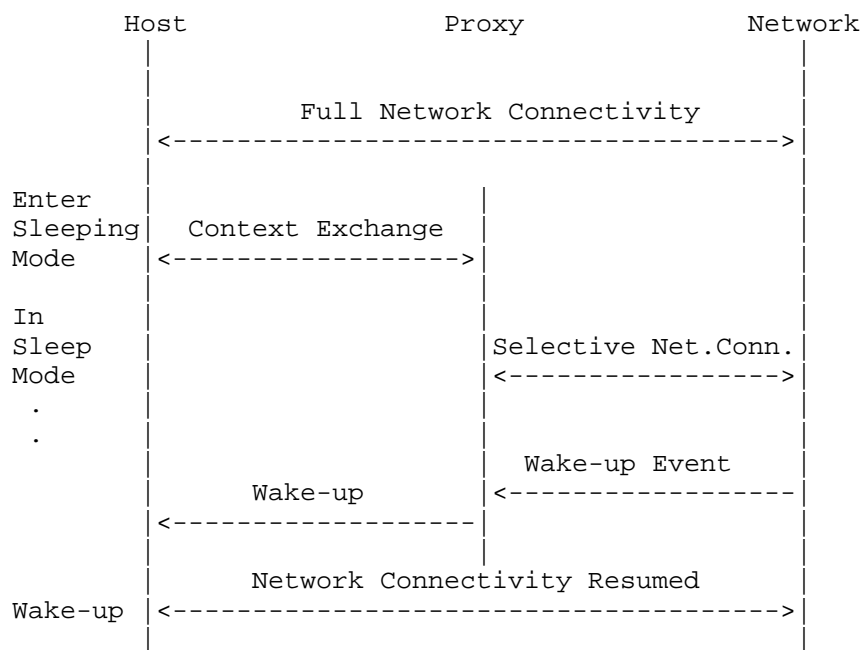 Host Proxy Network
Full Network Connectivity
Enter
Sleeping Context Exchange
Mode
In
Sleep Selective Net.Conn.
Mode
.
.
Wake-up Event
Wake-up
Network Connectivity Resumed
Wake-up